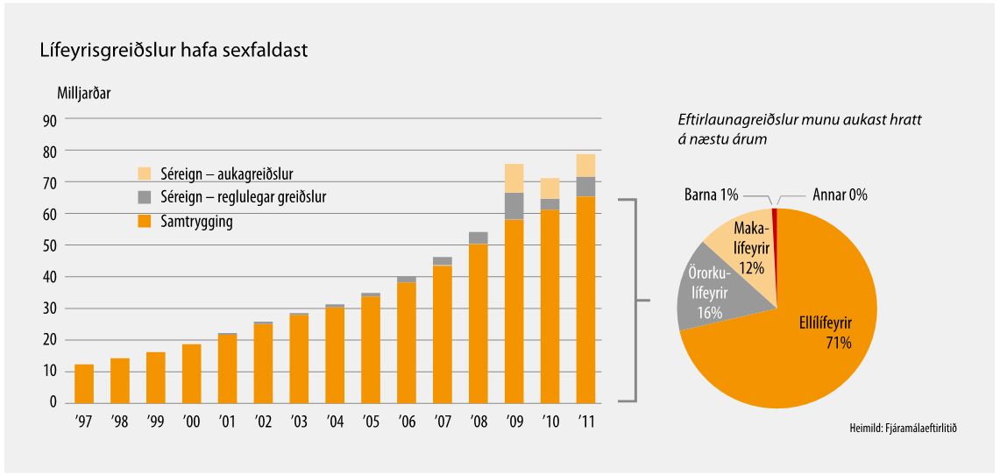 Lífeyrisgreiðslur hafa sexfaldast
Milljarðar
90
80
70
60
50
40
30
20
10
0
Séreign – aukagreiðslur
Séreign – reglulegar greiðslur
Samtrygging
’97 ’98 ’99 ’00 ’01 ’02 ’03 ’04 ’05 ’06 ’07 ’08 ’09 ’10 ’11
Eftirlaunagreiðslur munu aukast hratt
á næstu árum
Barna 1% Annar 0%
Maka-
lífeyrir
12%
Örorku-
lífeyrir
16%
Ellílífeyrir
71%
Heimild: Fjáramálaeftirlitið